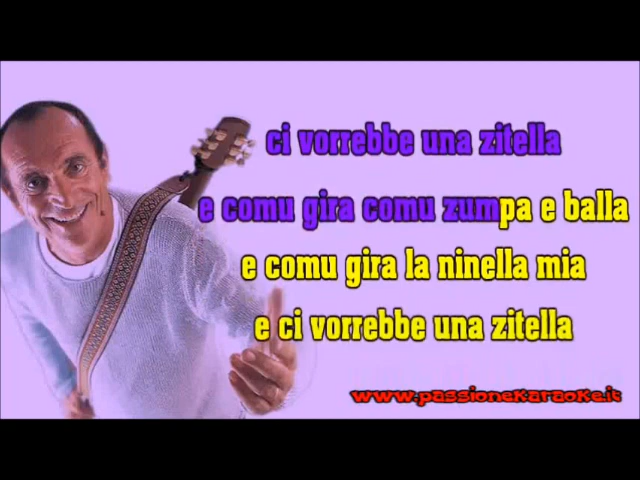 ci vorrebbe una zitella
e comu gira comu zumpa e balla
e comu gira la ninella mia
e ci vorrebbe una zitella
www.passionekaraoke.it